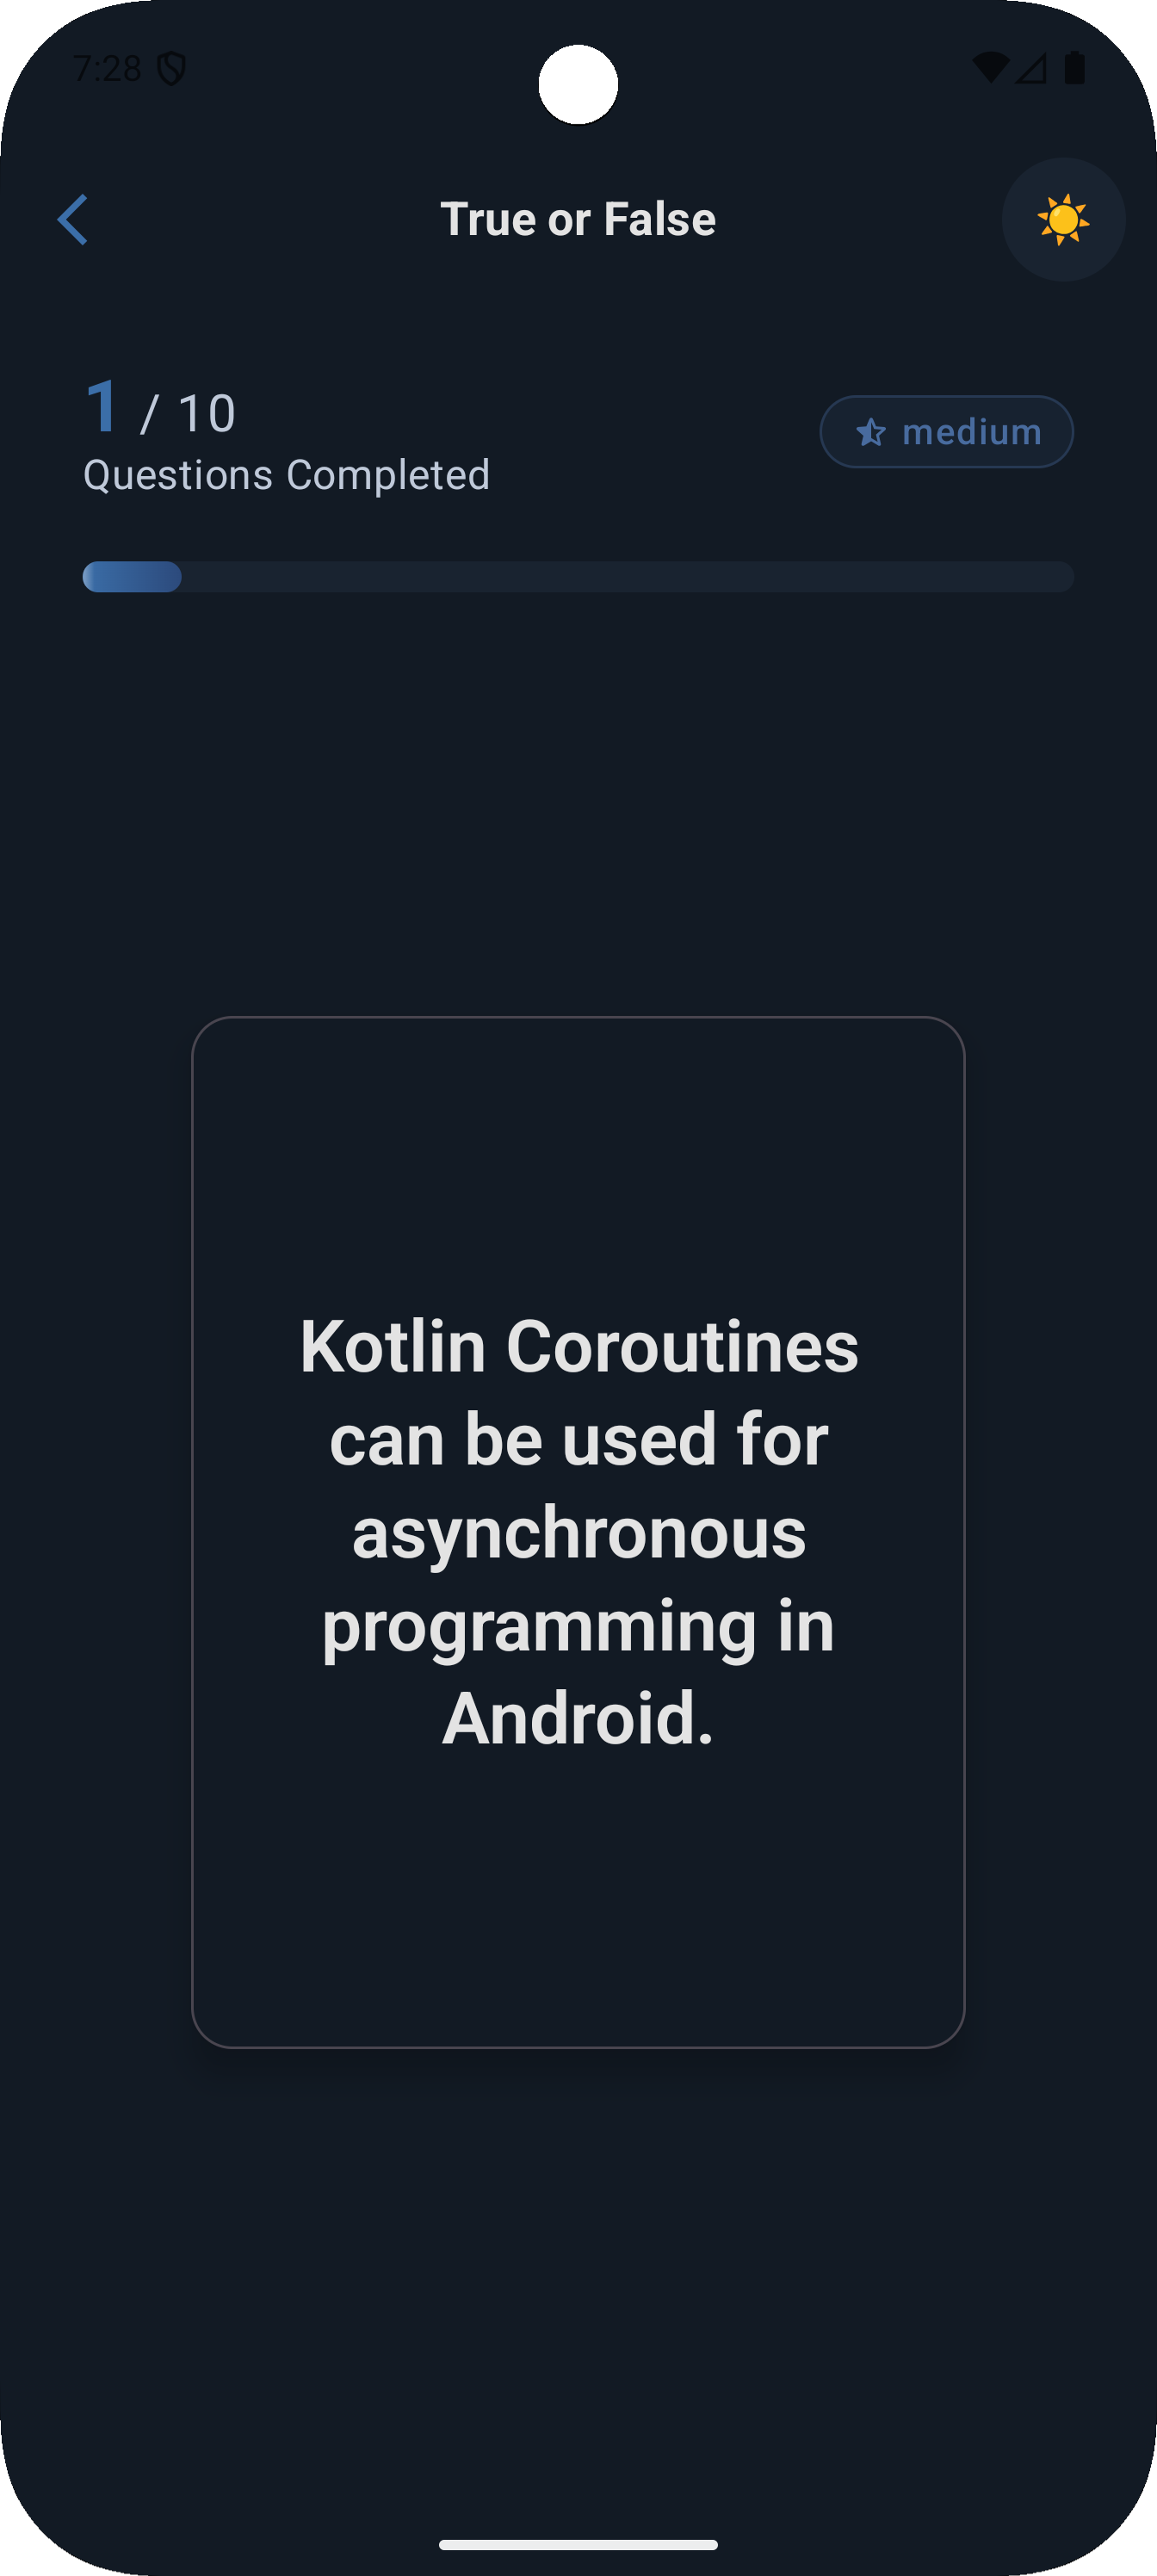 7:28
True or False
1 / 10
medium
Questions Completed
Kotlin Coroutines
can be used for
asynchronous
programming in
Android.